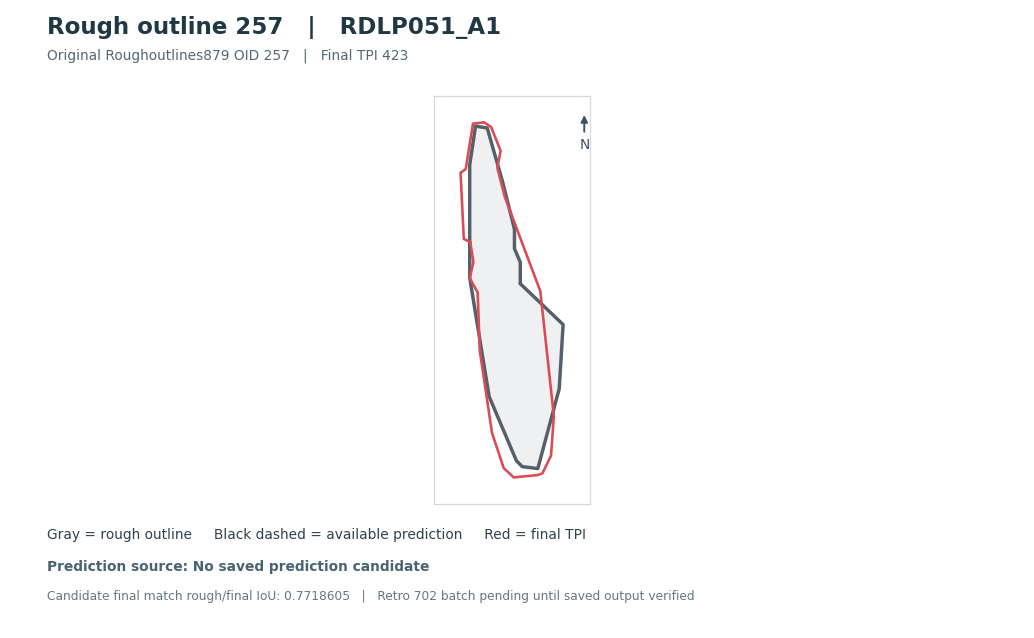 Rough outline 257   |   RDLP051_A1
Original Roughoutlines879 OID 257   |   Final TPI 423
N
Gray = rough outline     Black dashed = available prediction     Red = final TPI
Prediction source: No saved prediction candidate
Candidate final match rough/final IoU: 0.7718605   |   Retro 702 batch pending until saved output verified